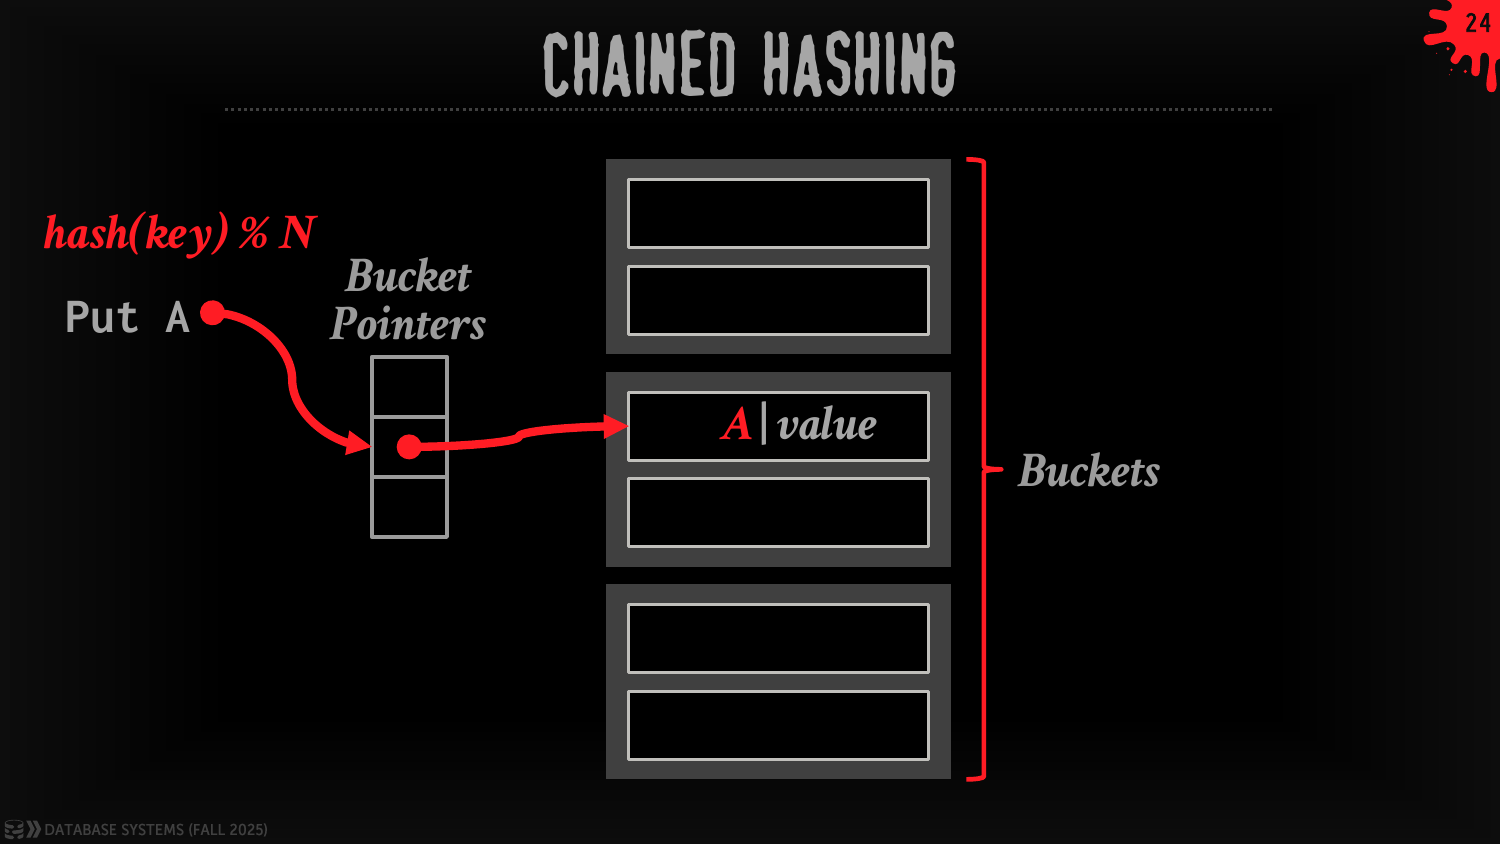 24
CHAINED HASHING
hash(key) % N
Bucket
Pointers
Put A
A|value
Buckets
DATABASE SYSTEMS (FALL 2025)